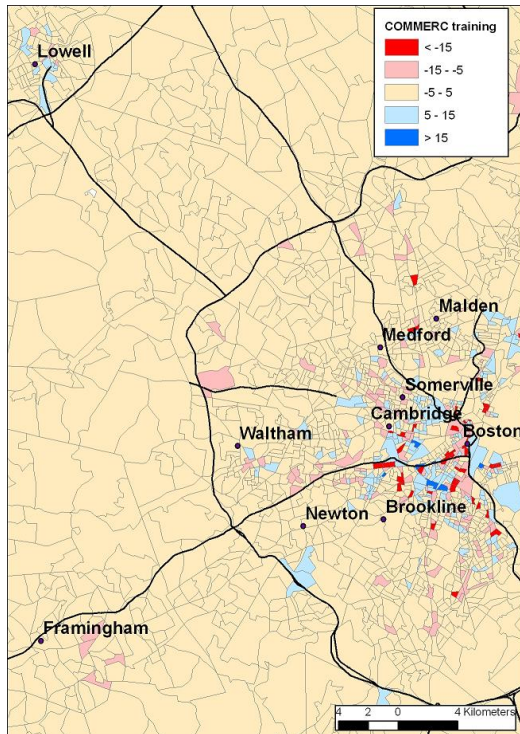 COMMERC training
< -15
-15 - -5
-5 - 5
5 - 15
> 15
Lowell
Malden
Medford
Somerville
Cambridge
Boston
Waltham
Newton
Brookline
Framingham
4 2 0 4 Kilometers